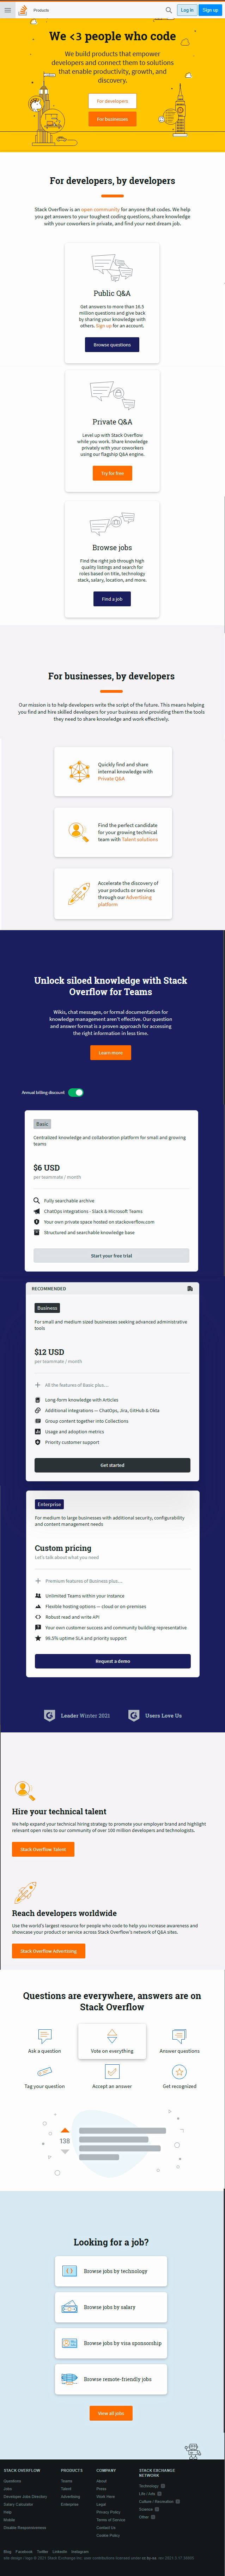 Products
Log in
Sign up
We <3 people who code
We build products that empower
developers and connect them to solutions
that enable productivity, growth, and
discovery.
For developers
For businesses
For developers, by developers
Stack Overflow is an open community for anyone that codes. We help
you get answers to your toughest coding questions, share knowledge
with your coworkers in private, and find your next dream job.
Public Q&A
Get answers to more than 16.5
million questions and give back
by sharing your knowledge with
others. Sign up for an account.
Browse questions
Private Q&A
Level up with Stack Overflow
while you work. Share knowledge
privately with your coworkers
using our flagship Q&A engine.
Try for free
Browse jobs
Find the right job through high
quality listings and search for
roles based on title, technology
stack, salary, location, and more.
Find a job
For businesses, by developers
Our mission is to help developers write the script of the future. This means helping
you find and hire skilled developers for your business and providing them the tools
they need to share knowledge and work effectively.
Quickly find and share
internal knowledge with
Private Q&A
Find the perfect candidate
for your growing technical
team with Talent solutions
Accelerate the discovery of
your products or services
through our Advertising
platform
Unlock siloed knowledge with Stack
Overflow for Teams
Wikis, chat messages, or formal documentation for
knowledge management aren't effective. Our question
and answer format is a proven approach for accessing
the right information in less time.
Learn more
Annual billing discount
Basic
Centralized knowledge and collaboration platform for small and growing
teams
$6 USD
per teammate / month
Fully searchable archive
ChatOps integrations - Slack & Microsoft Teams
Your own private space hosted on stackoverflow.com
Structured and searchable knowledge base
Start your free trial
RECOMMENDED
Business
For small and medium sized businesses seeking advanced administrative
tools
$12 USD
per teammate / month
All the features of Basic plus....
Long-form knowledge with Articles
Additional integrations — ChatOps, Jira, GitHub & Okta
Group content together into Collections
Usage and adoption metrics
Priority customer support
Get started
Enterprise
For medium to large businesses with additional security, configurability
and content management needs
Custom pricing
Let's talk about what you need
Premium features of Business plus....
Unlimited Teams within your instance
Flexible hosting options — cloud or on-premises
Robust read and write API
Your own customer success and community building representative
99.5% uptime SLA and priority support
Request a demo
Leader Winter 2021
Users Love Us
Hire your technical talent
We help expand your technical hiring strategy to promote your employer brand and highlight
relevant open roles to our community of over 100 million developers and technologists.
Stack Overflow Talent
Reach developers worldwide
Use the world's largest resource for people who code to help you increase awareness and
showcase your product or service across Stack Overflow's network of Q&A sites.
Stack Overflow Advertising
Questions are everywhere, answers are on
Stack Overflow
Ask a question
Vote on everything
Answer questions
Tag your question
Accept an answer
Get recognized
138
Looking for a job?
Browse jobs by technology
Browse jobs by salary
Browse jobs by visa sponsorship
Browse remote-friendly jobs
View all jobs
STACK OVERFLOW
Questions
Jobs
Developer Jobs Directory
Salary Calculator
Help
Mobile
Disable Responsiveness
PRODUCTS
Teams
Talent
Advertising
Enterprise
COMPANY
About
Press
Work Here
Legal
Privacy Policy
Terms of Service
Contact Us
Cookie Policy
STACK EXCHANGE
NETWORK
Technology
Life / Arts
Culture / Recreation
Science
Other
Blog Facebook Twitter LinkedIn Instagram